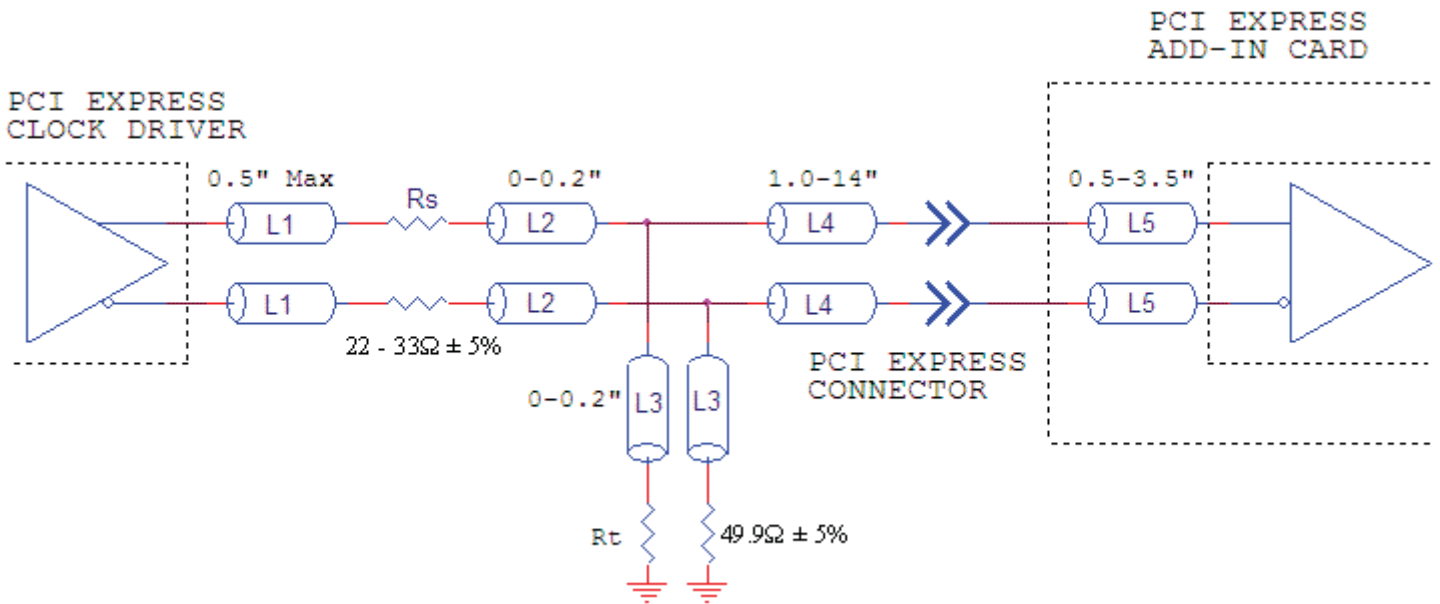 PCI EXPRESS
ADD-IN CARD
PCI EXPRESS
CLOCK DRIVER
0.5" Max
0-0.2"
1.0-14"
0.5-3.5"
Rs
L1
L2
L4
L5
L1
L2
L4
L5
22 - 33Ω ± 5%
PCI EXPRESS
CONNECTOR
0-0.2"
L3
L3
Rt
49.9Ω ± 5%